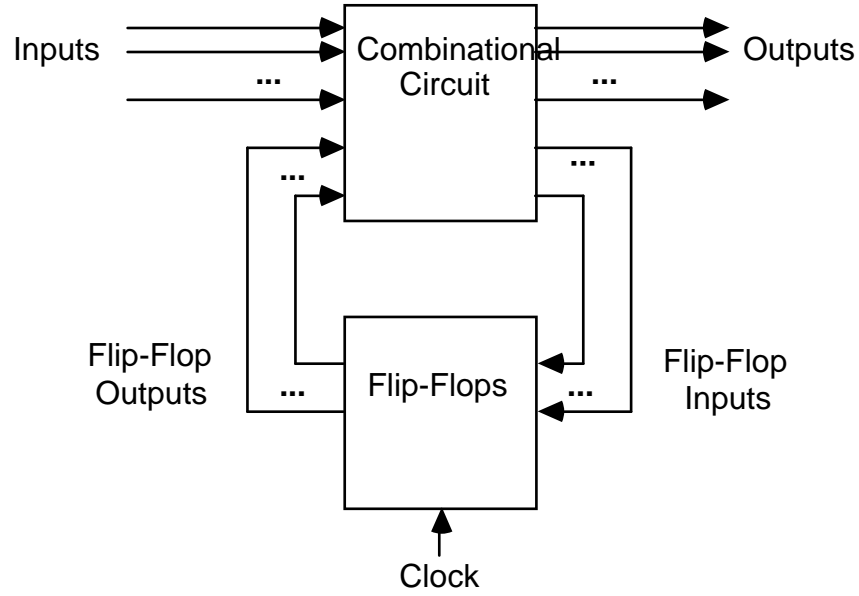 Inputs
Combinational
Circuit
Outputs
...
...
...
...
Flip-Flop
Outputs
Flip-Flops
Flip-Flop
Inputs
...
...
Clock